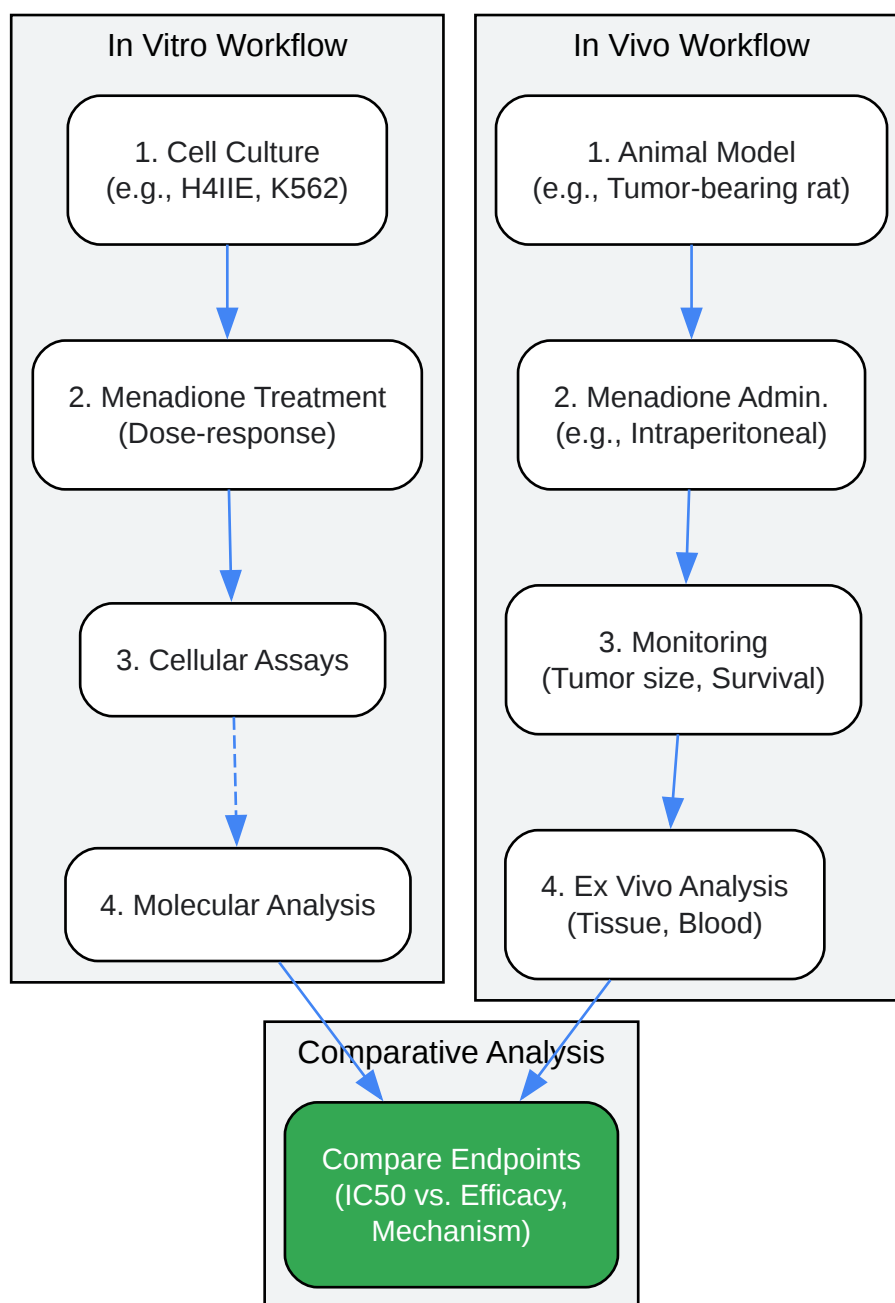 In Vitro Workflow
1. Cell Culture
(e.g., H4IIE, K562)
2. Menadione Treatment
(Dose-response)
3. Cellular Assays
4. Molecular Analysis
In Vivo Workflow
1. Animal Model
(e.g., Tumor-bearing rat)
2. Menadione Admin.
(e.g., Intraperitoneal)
3. Monitoring
(Tumor size, Survival)
4. Ex Vivo Analysis
(Tissue, Blood)
Comparative Analysis
Compare Endpoints
(IC50 vs. Efficacy,
Mechanism)